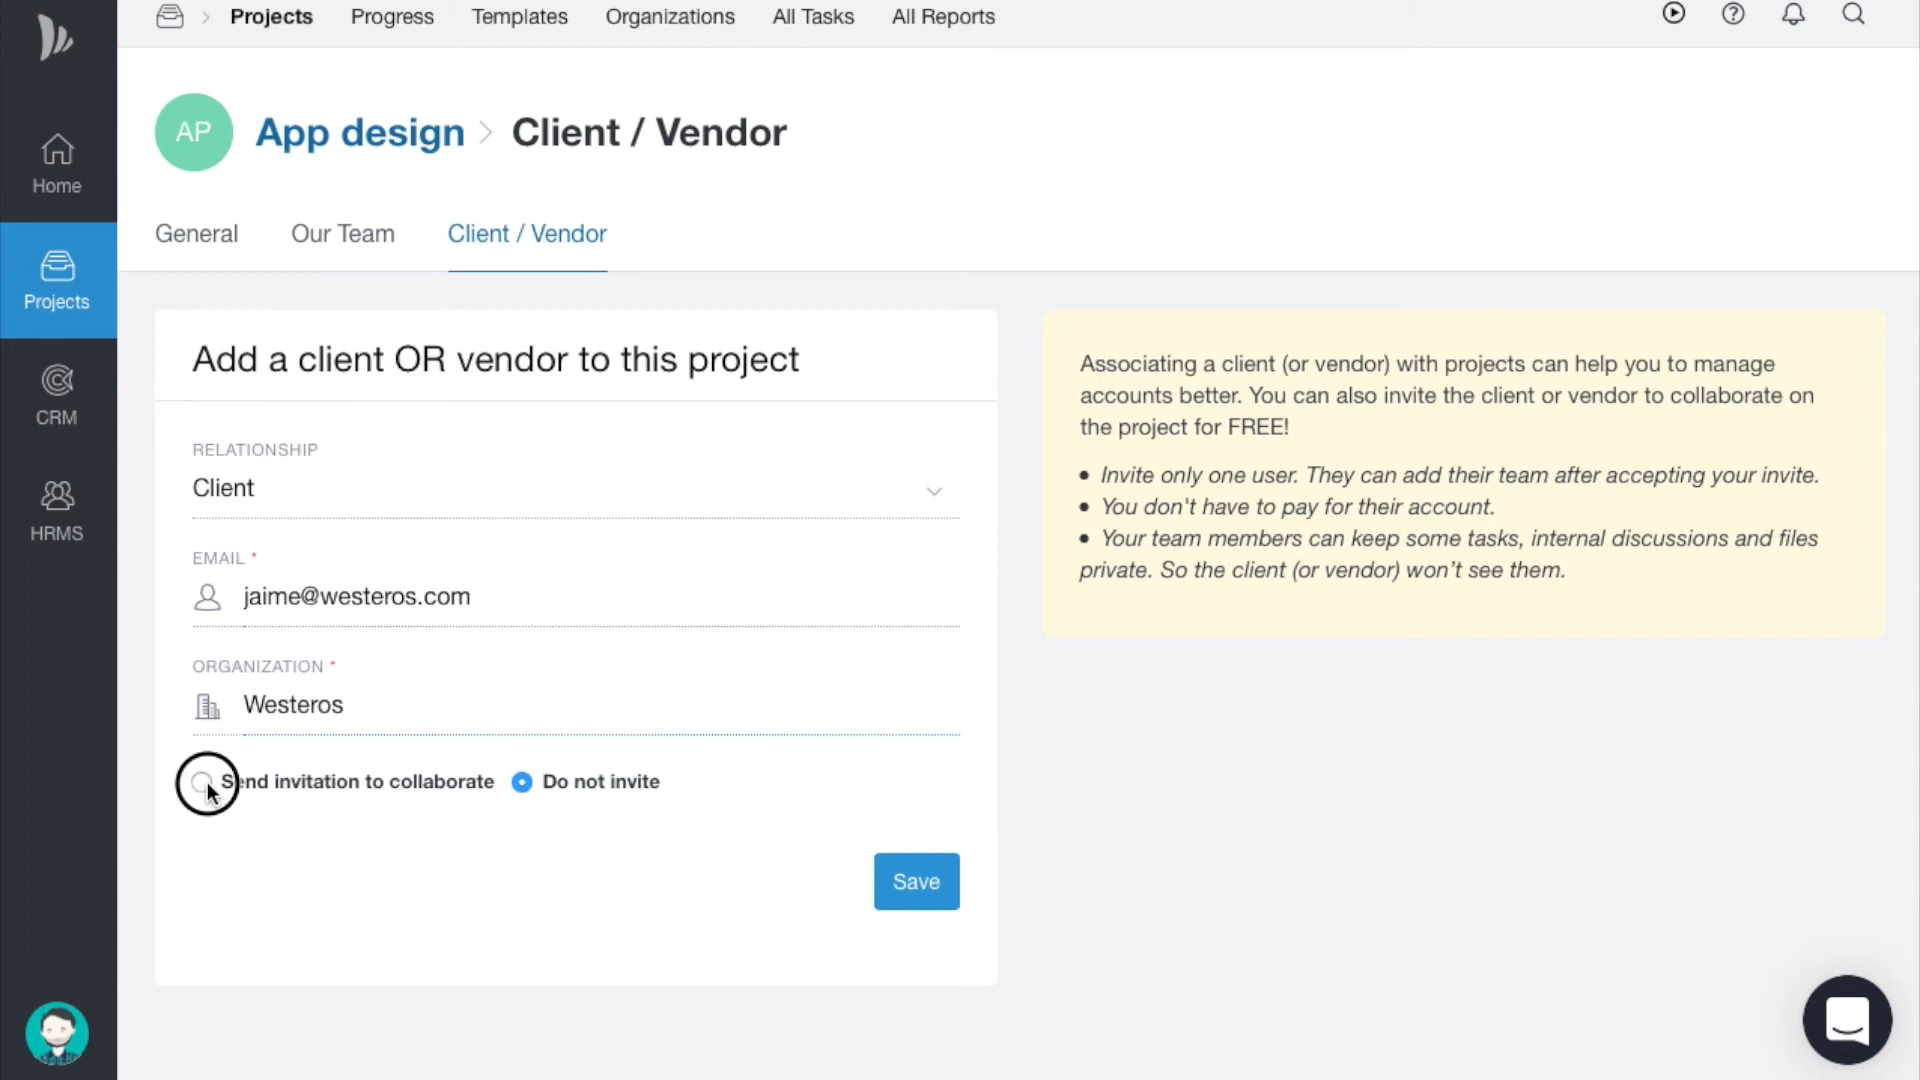 Projects Progress Templates Organizations All Tasks All Reports
AP App design Client / Vendor
Home
Projects
CRM
HRMS
General Our Team Client / Vendor
Add a client OR vendor to this project
RELATIONSHIP
Client
EMAIL *
jaime@westeros.com
ORGANIZATION *
Westeros
Send invitation to collaborate Do not invite
Save
Associating a client (or vendor) with projects can help you to manage
accounts better. You can also invite the client or vendor to collaborate on
the project for FREE!
• Invite only one user. They can add their team after accepting your invite.
• You don't have to pay for their account.
• Your team members can keep some tasks, internal discussions and files
private. So the client (or vendor) won’t see them.